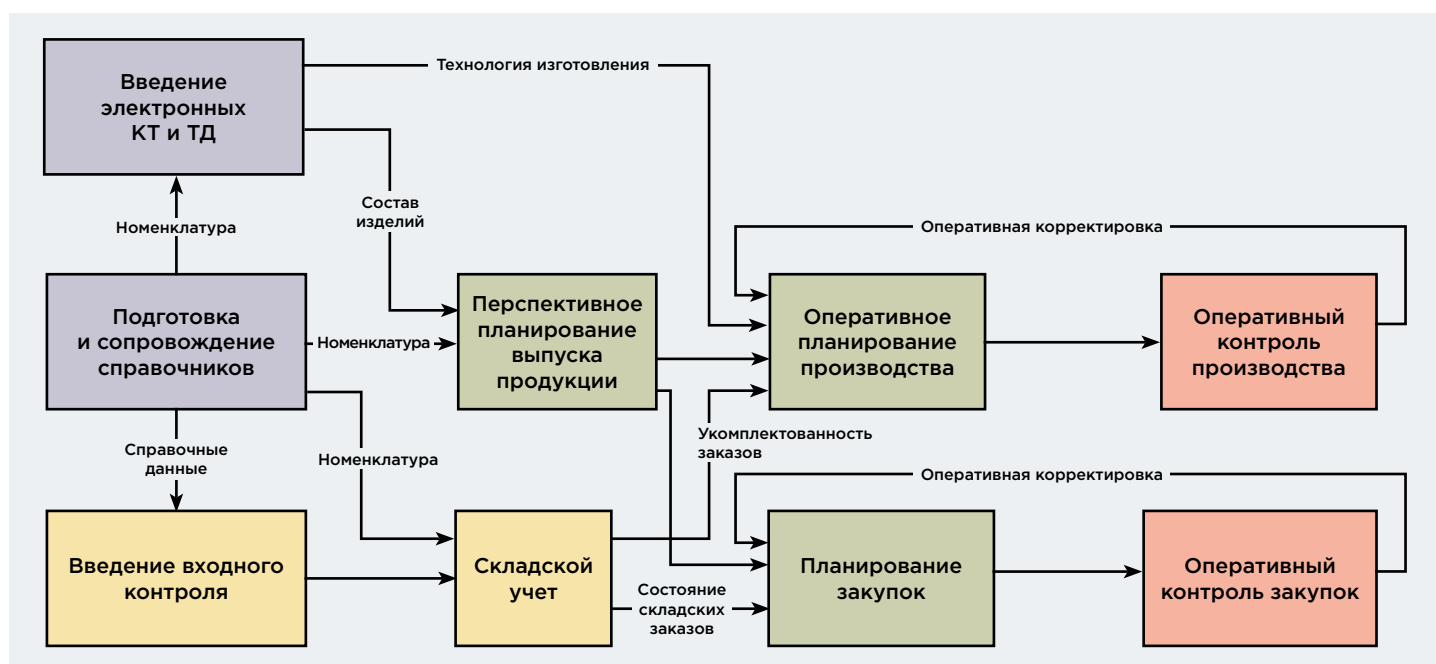 Введение
электронных
КТ и ТД
Технология изготовления
Состав
изделий
Номенклатура
Оперативная корректировка
Подготовка
и сопровождение
справочников
Номенклатура
Перспективное
планирование
выпуска
продукции
Оперативное
планирование
производства
Оперативный
контроль
производства
Справочные
данные
Номенклатура
Укомплектованность
заказов
Оперативная корректировка
Введение входного
контроля
Складской
учет
Состояние
складских
заказов
Планирование
закупок
Оперативный
контроль закупок